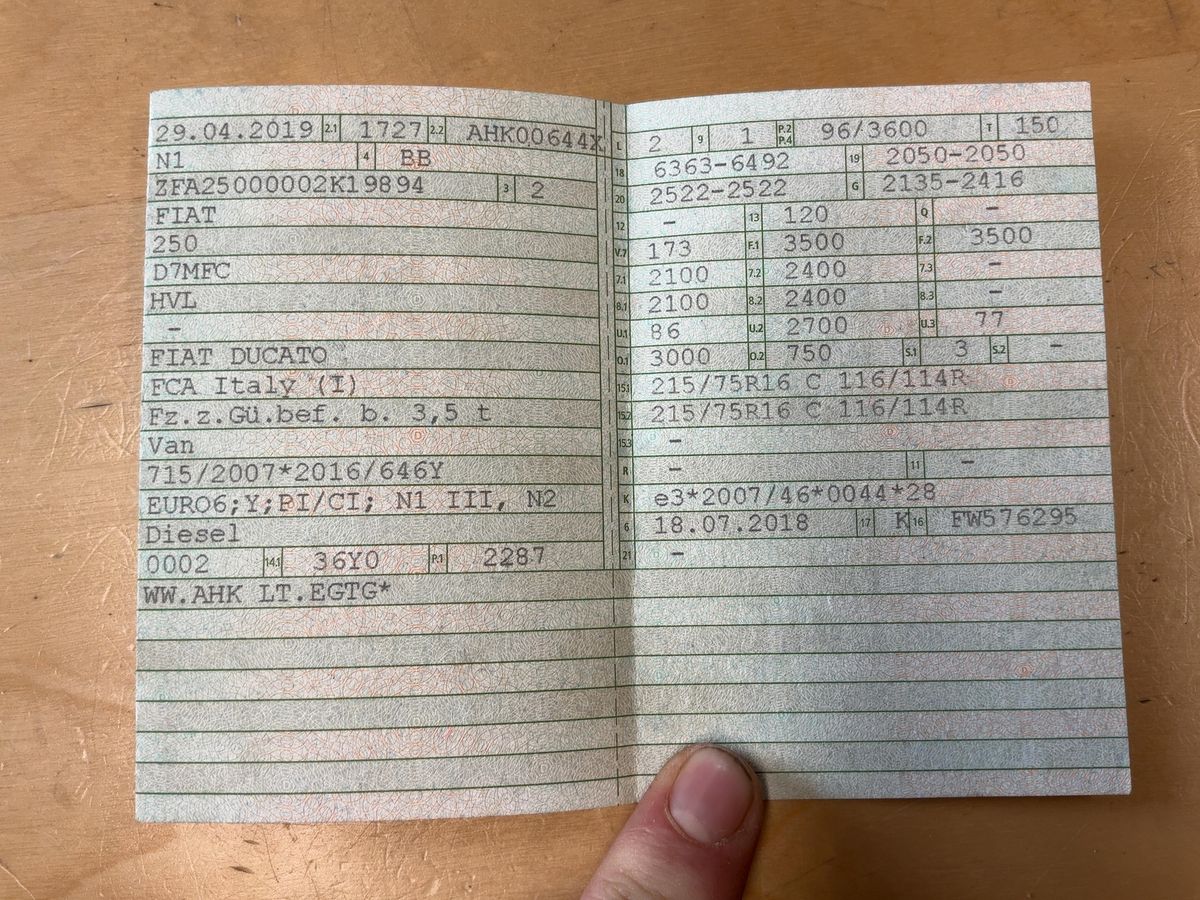 29.04.2019 2.1 1727 2.2 AHK00644X
N1 4 BB
ZFA25000002K19894 3 2
FIAT
250
D7MFC
HVL
-
FIAT DUCATO
FCA Italy (I)
Fz.z.Gü.bef. b. 3,5 t
Van
715/2007*2016/646Y
EURO6;Y;PI/CI; N1 III, N2
Diesel
0002 14.1 36Y0 P.1 2287
WW.AHK LT.EGTG*
L 2 9 1 P.2 P.4 96/3600 T 150
18 6363-6492 19 2050-2050
20 2522-2522 G 2135-2416
12 - 13 120 Q -
V.7 173 F.1 3500 F.2 3500
7.1 2100 7.2 2400 7.3 -
8.1 2100 8.2 2400 8.3 -
U.1 86 U.2 2700 U.3 77
O.1 3000 O.2 750 S.1 3 S.2 -
15.1 215/75R16 C 116/114R
15.2 215/75R16 C 116/114R
15.3 -
R - 11 -
K e3*2007/46*0044*28
6 18.07.2018 17 K 16 FW576295
21 -